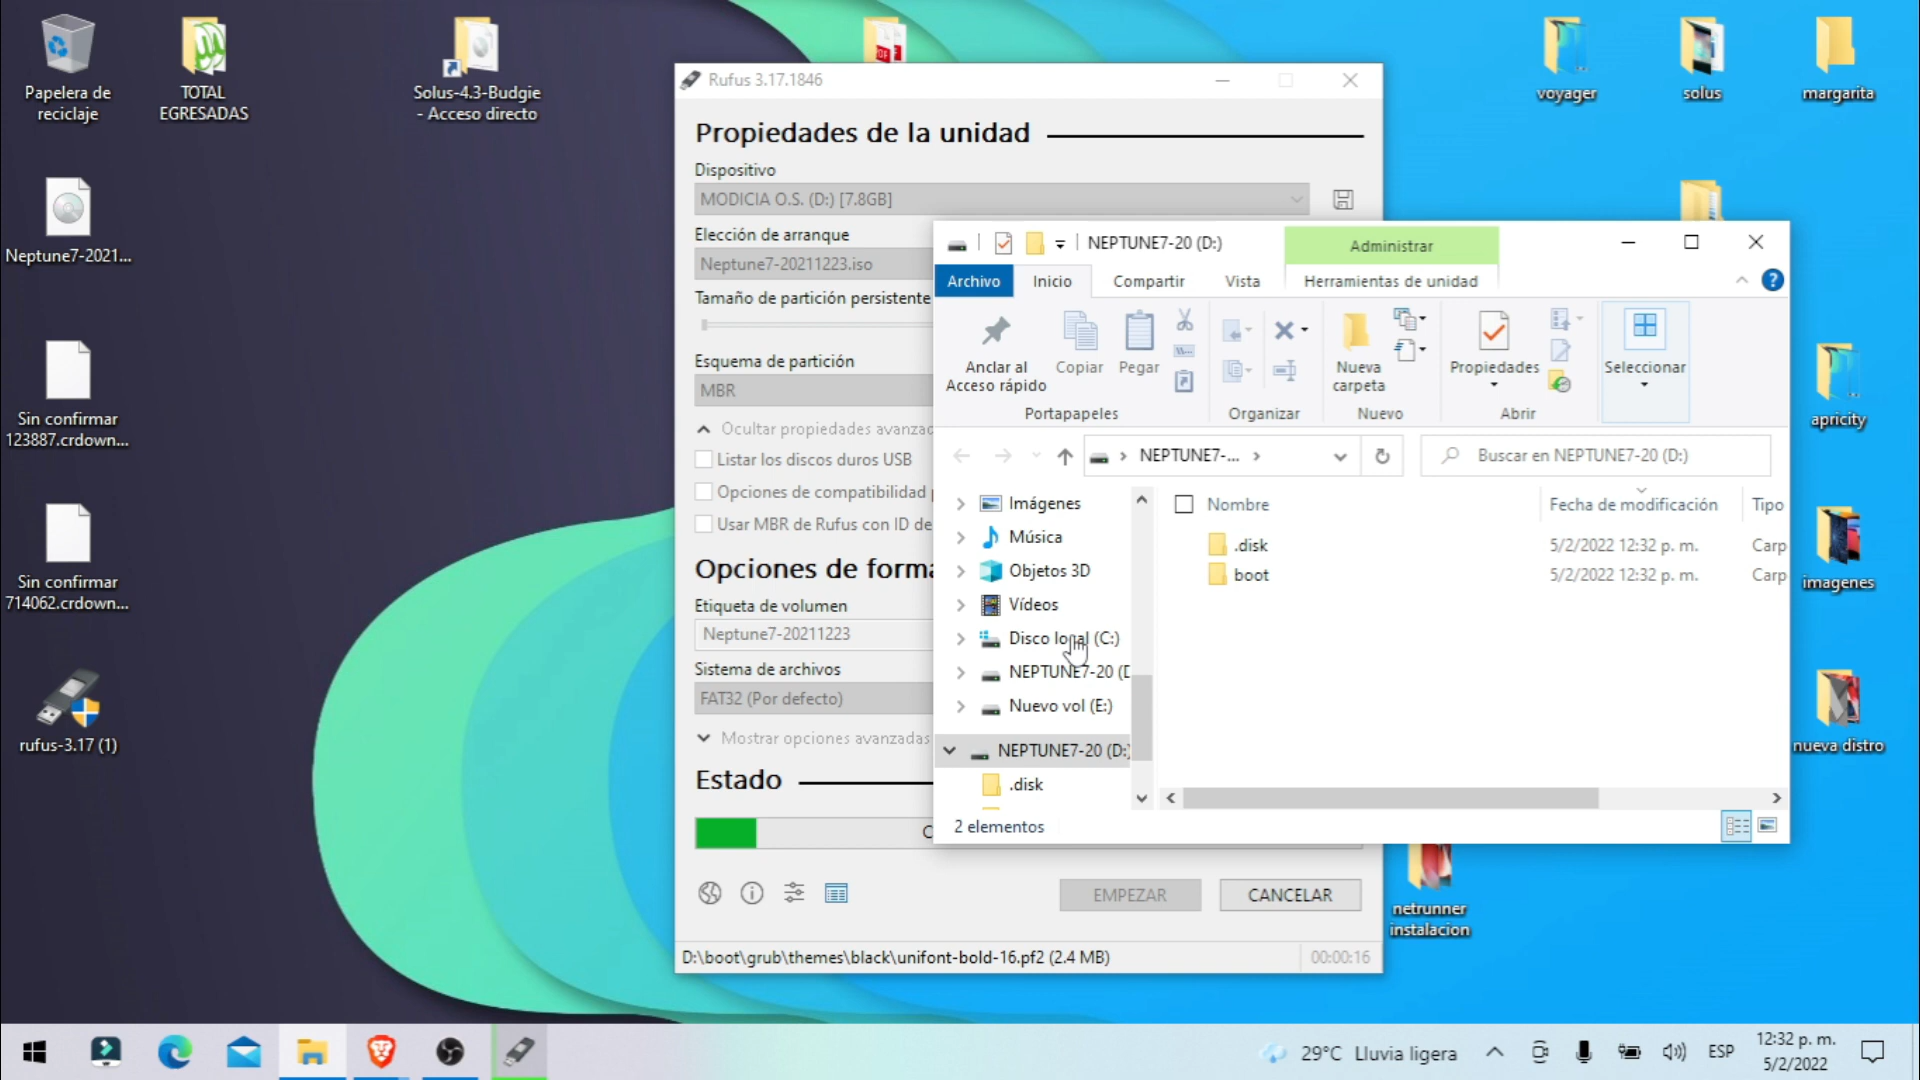 Papelera de
reciclaje
TOTAL
EGRESADAS
Solus-4.3-Budgie
- Acceso directo
PDF
voyager
solus
margarita
Neptune7-2021...
Sin confirmar
123887.crdown...
Sin confirmar
714062.crdown...
rufus-3.17 (1)
apricity
imagenes
nueva distro
netrunner
instalacion
Rufus 3.17.1846
Propiedades de la unidad
Dispositivo
MODICIA O.S. (D:) [7.8GB]
Elección de arranque
Neptune7-20211223.iso
Tamaño de partición persistente
Esquema de partición
MBR
Ocultar propiedades avanzad
Listar los discos duros USB
Opciones de compatibilidad
Usar MBR de Rufus con ID de
Opciones de forma
Etiqueta de volumen
Neptune7-20211223
Sistema de archivos
FAT32 (Por defecto)
Mostrar opciones avanzadas
Estado
C
EMPEZAR
CANCELAR
D:\boot\grub\themes\black\unifont-bold-16.pf2 (2.4 MB)
00:00:16
NEPTUNE7-20 (D:)
Administrar
Archivo
Inicio
Compartir
Vista
Herramientas de unidad
Anclar al
Acceso rápido
Copiar
Pegar
Nueva
carpeta
Propiedades
Seleccionar
Portapapeles
Organizar
Nuevo
Abrir
NEPTUNE7-...
Buscar en NEPTUNE7-20 (D:)
Imágenes
Música
Objetos 3D
Vídeos
Disco local (C:)
NEPTUNE7-20 (D
Nuevo vol (E:)
NEPTUNE7-20 (D:)
.disk
Nombre
Fecha de modificación
Tipo
.disk
5/2/2022 12:32 p. m.
Carp
boot
5/2/2022 12:32 p. m.
Carp
2 elementos
29°C Lluvia ligera
ESP
12:32 p. m.
5/2/2022